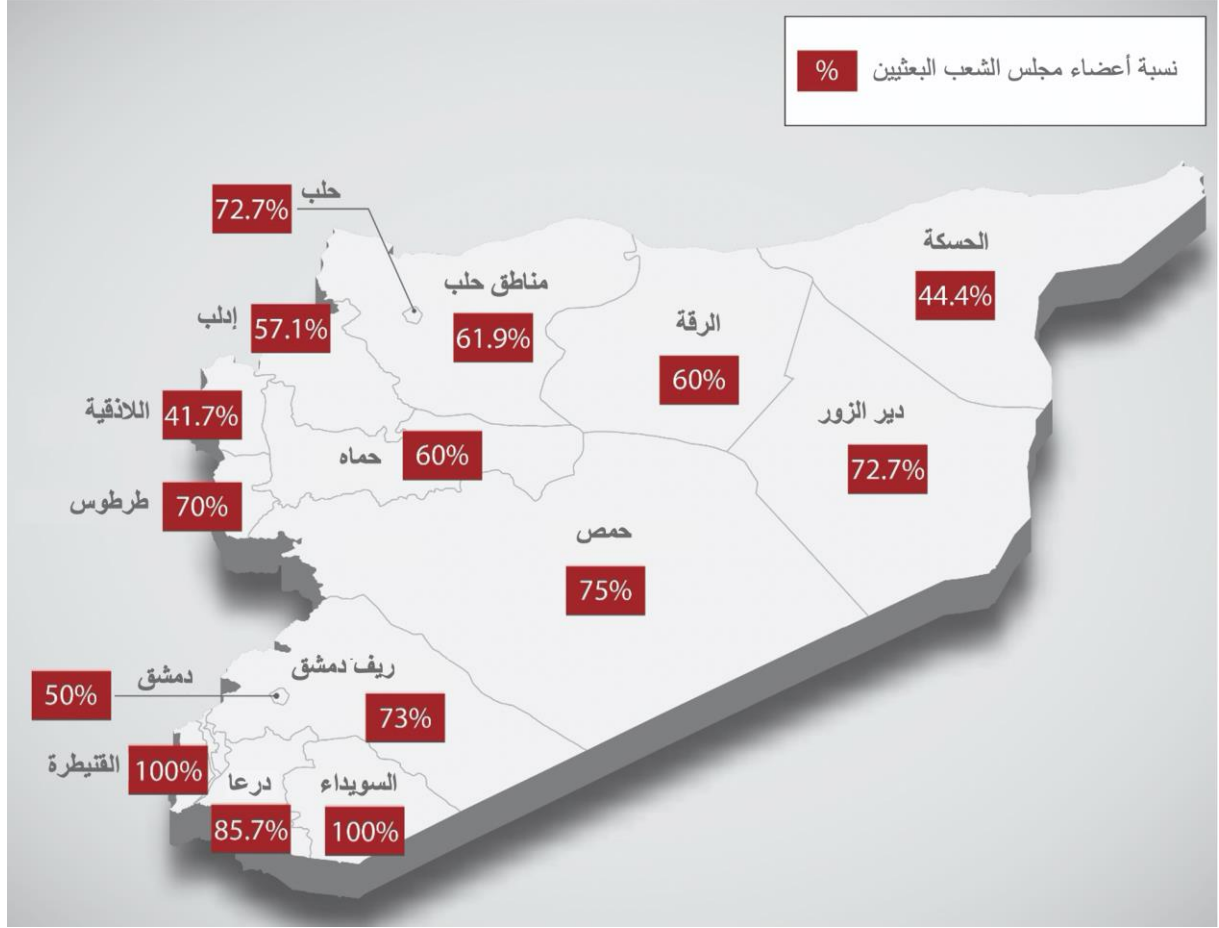 نسبة أعضاء مجلس الشعب البعثيين %
حلب
72.7%
الحسكة
44.4%
مناطق حلب
61.9%
إدلب
57.1%
الرقة
60%
اللاذقية
41.7%
دير الزور
72.7%
حماه
60%
طرطوس
70%
حمص
75%
ريف دمشق
73%
دمشق
50%
القنيطرة
100%
درعا
85.7%
السويداء
100%